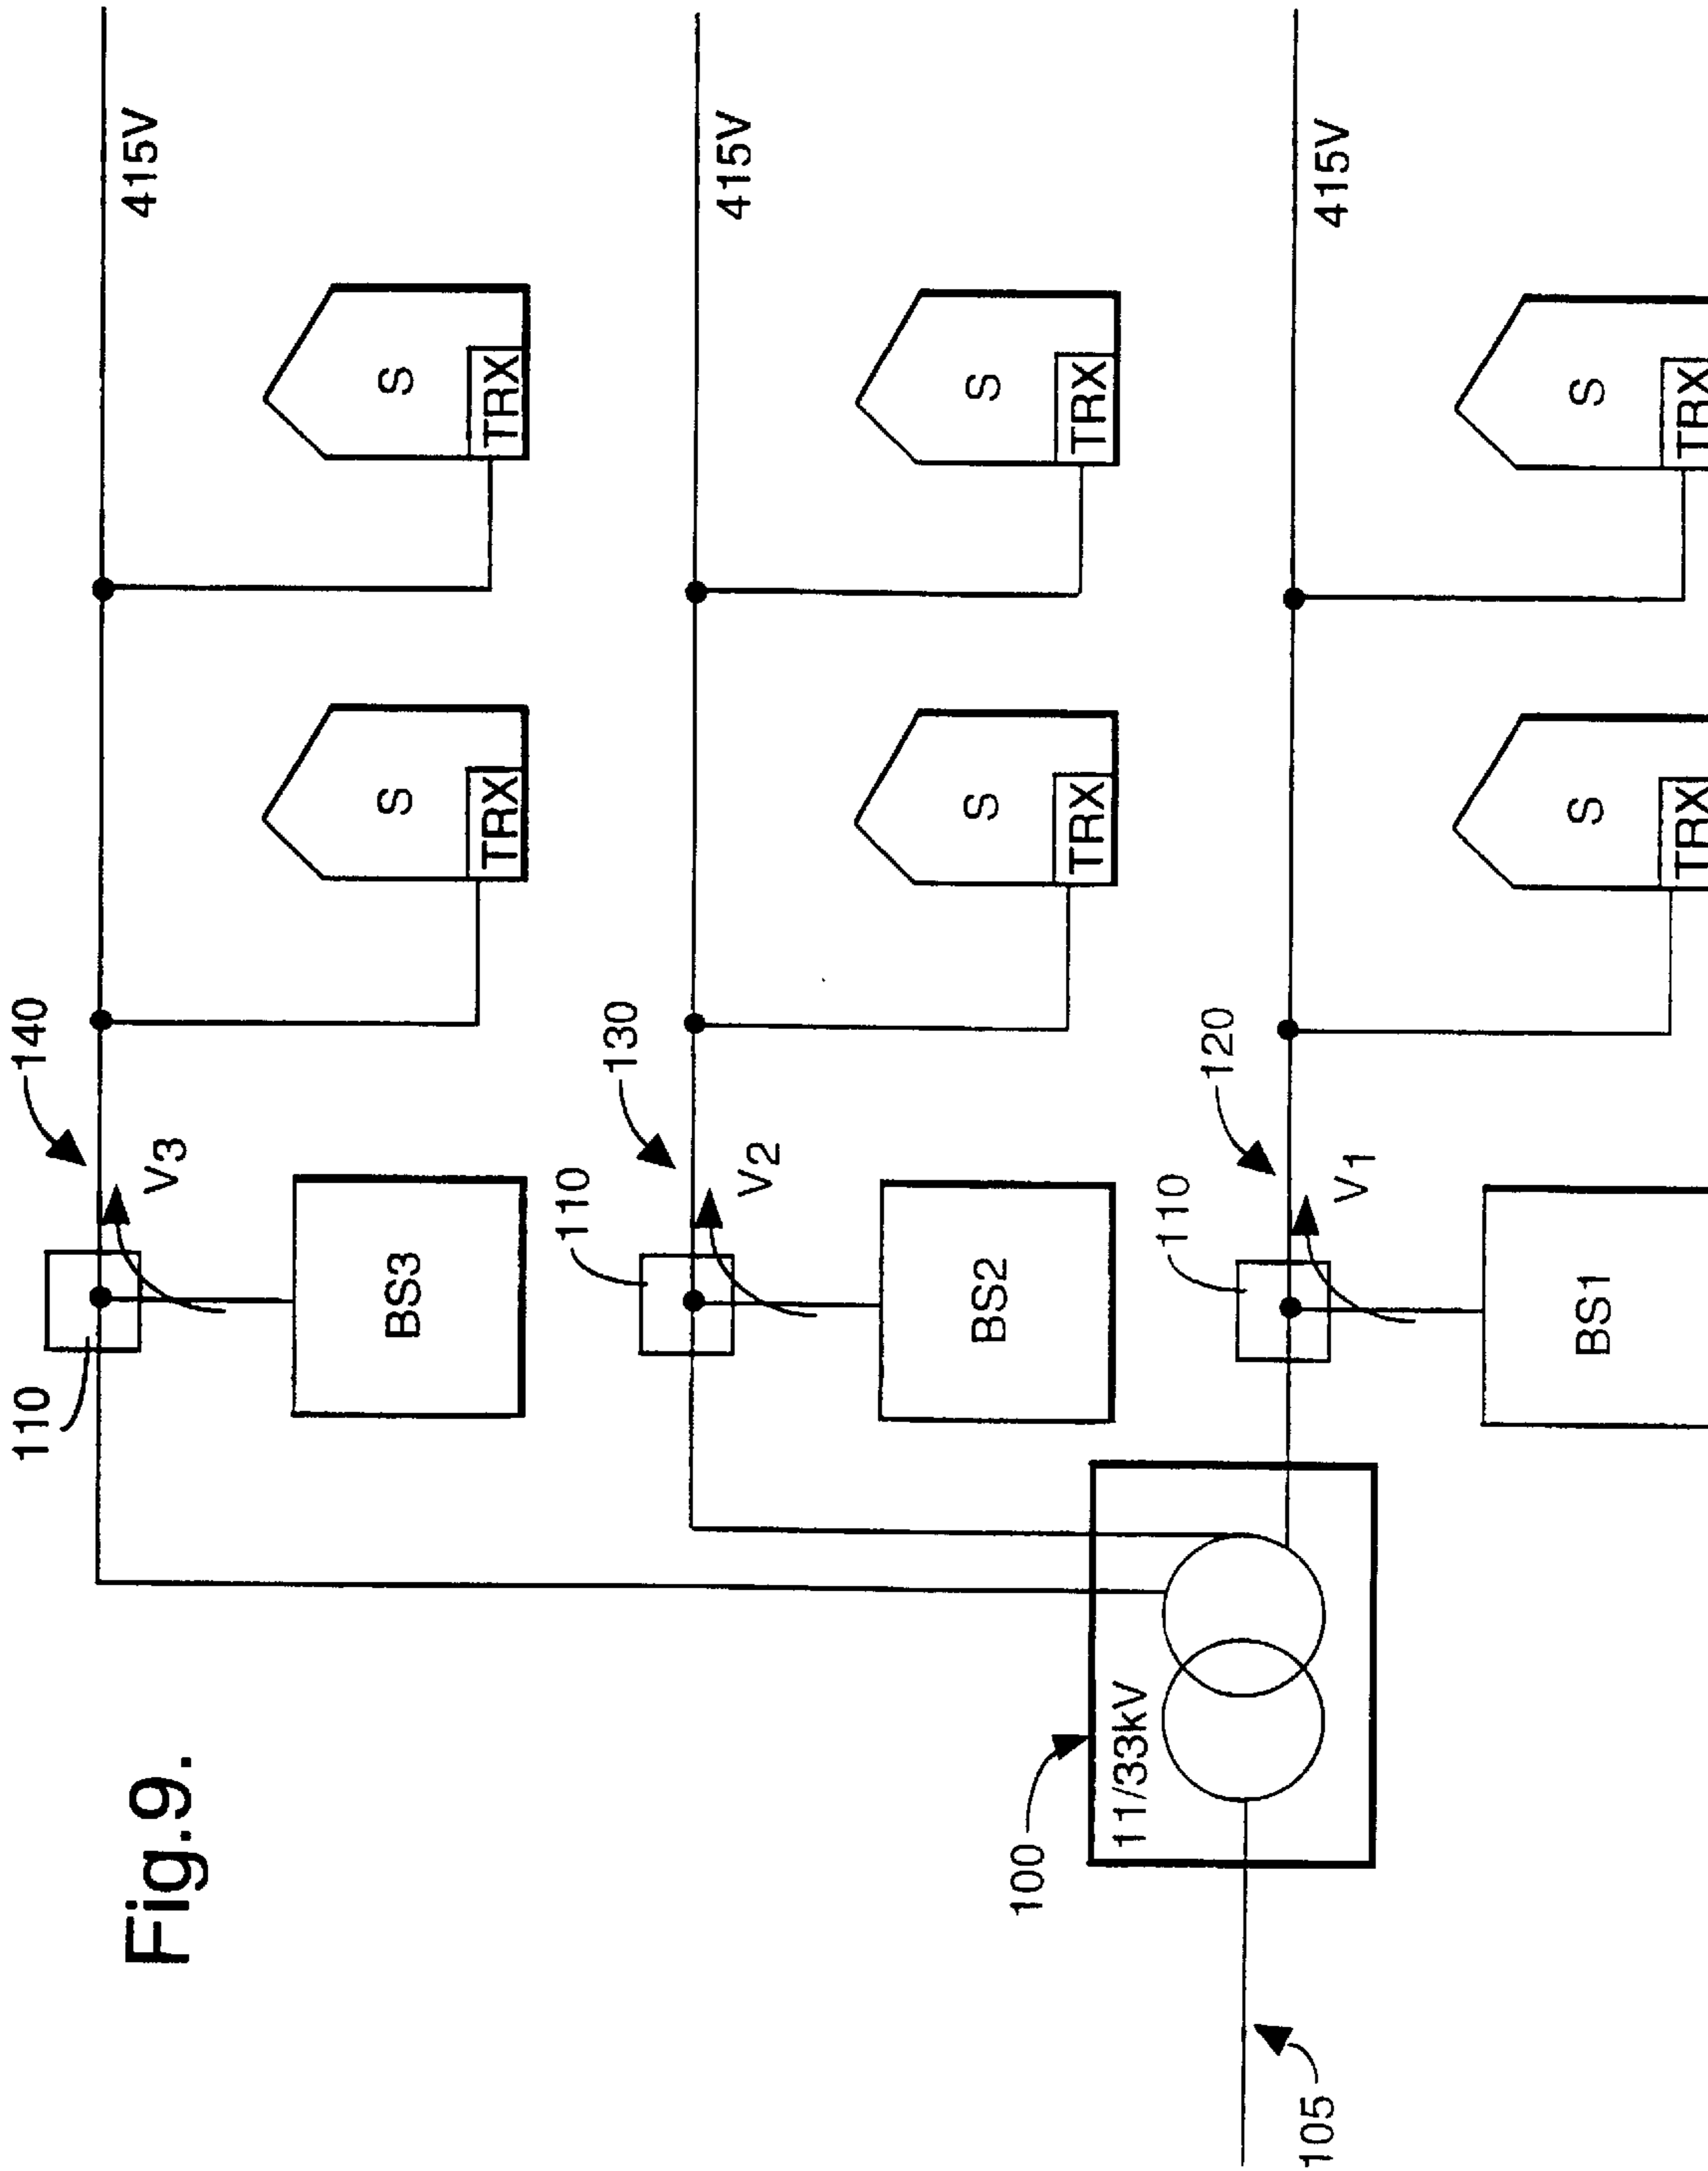 Fig.9.
110
140
V3
BS3
S
TRX
S
TRX
415V
110
130
V2
BS2
S
TRX
S
TRX
415V
100
11/33kV
105
110
120
V1
BS1
S
TRX
S
TRX
415V